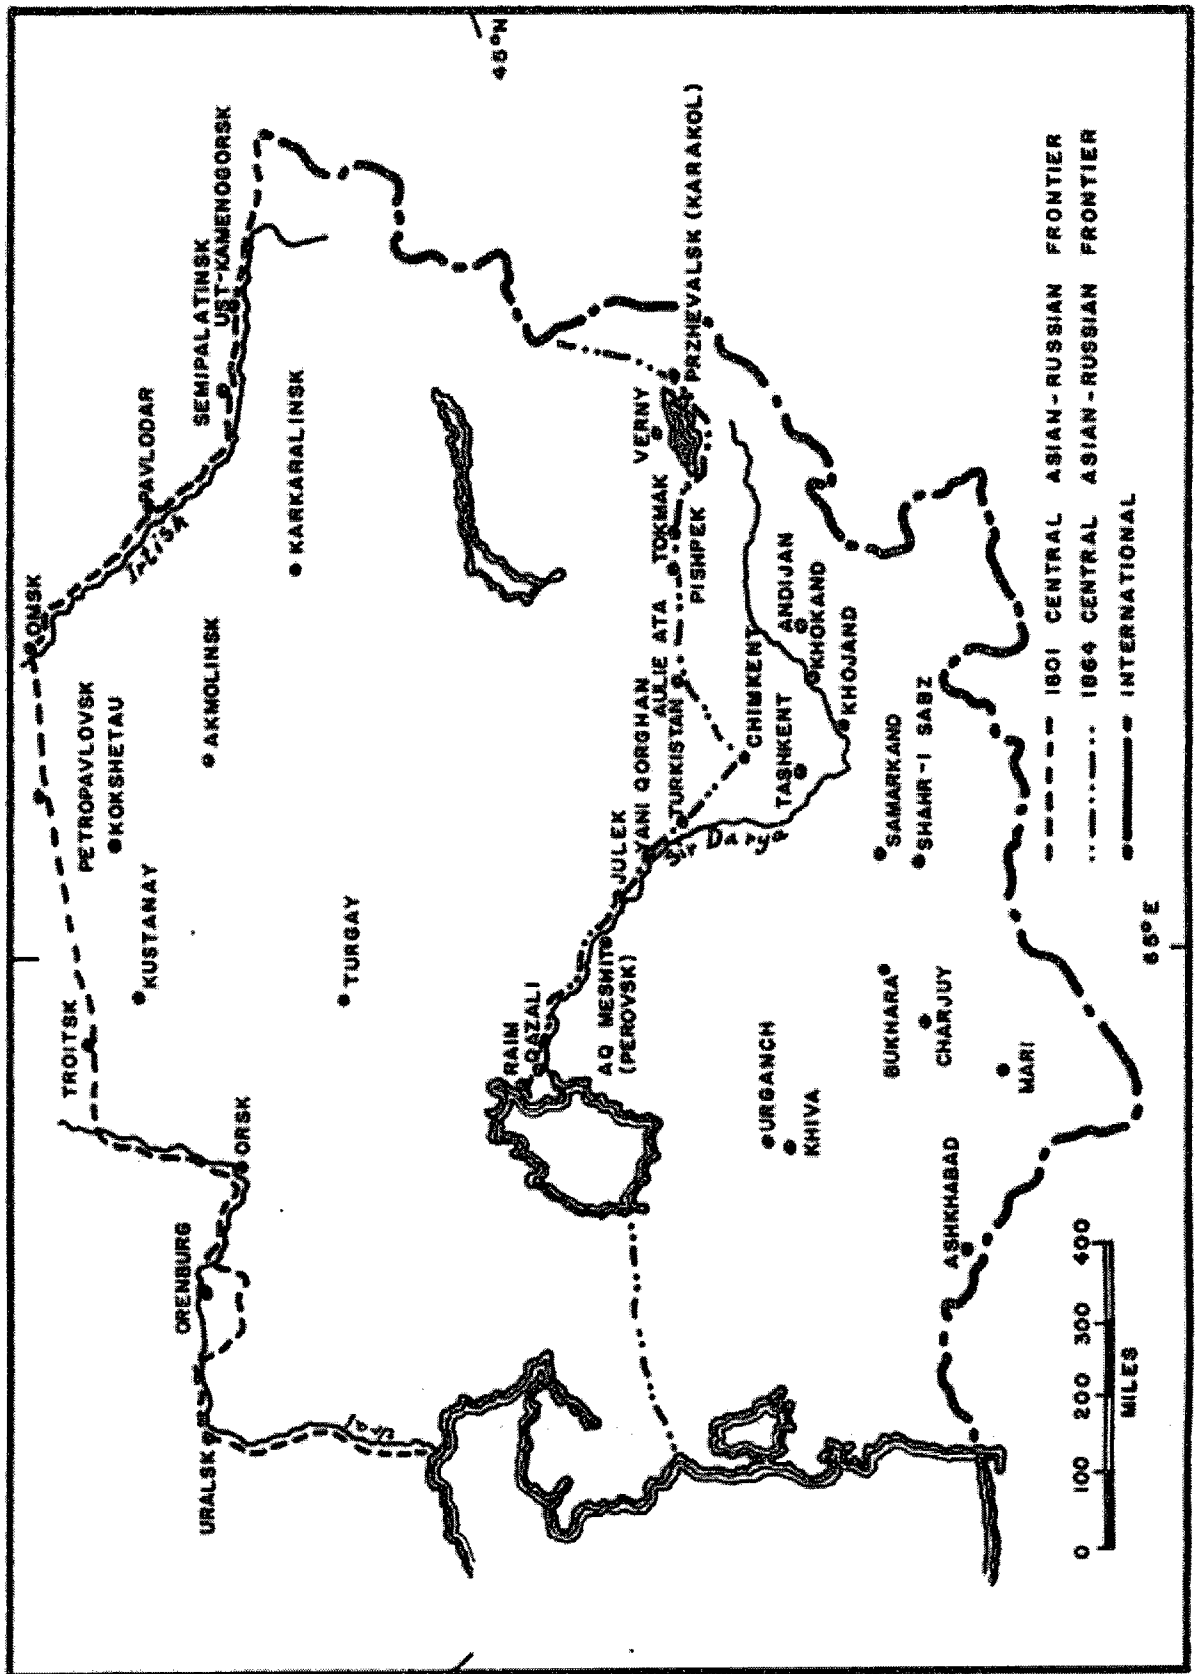 OMSK
PETROPAVLOVSK
TROITSK
KOKSHETAU
PAVLODAR
Irtish
KUSTANAY
SEMIPALATINSK
UST-KAMENOGORSK
AKMOLINSK
ORENBURG
URALSK
ORSK
KARKARALINSK
TURGAY
45°N
RAIM
QAZALI
AQ MESHIT
(PEROVSK)
JULEK
YANI QORGHAN
TURKISTAN
AULIE ATA
TOKMAK
VERNY
PISHPEK
PRZHEVALSK (KARAKOL)
Sir Darya
CHIMKENT
TASHKENT
ANDIJAN
KHOKAND
KHOJAND
URGANCH
KHIVA
SAMARKAND
SHAHR-I SABZ
BUKHARA
CHARJUY
MARI
ASHKHABAD
1801 CENTRAL ASIAN-RUSSIAN FRONTIER
1864 CENTRAL ASIAN-RUSSIAN FRONTIER
INTERNATIONAL
0 100 200 300 400
MILES
65°E